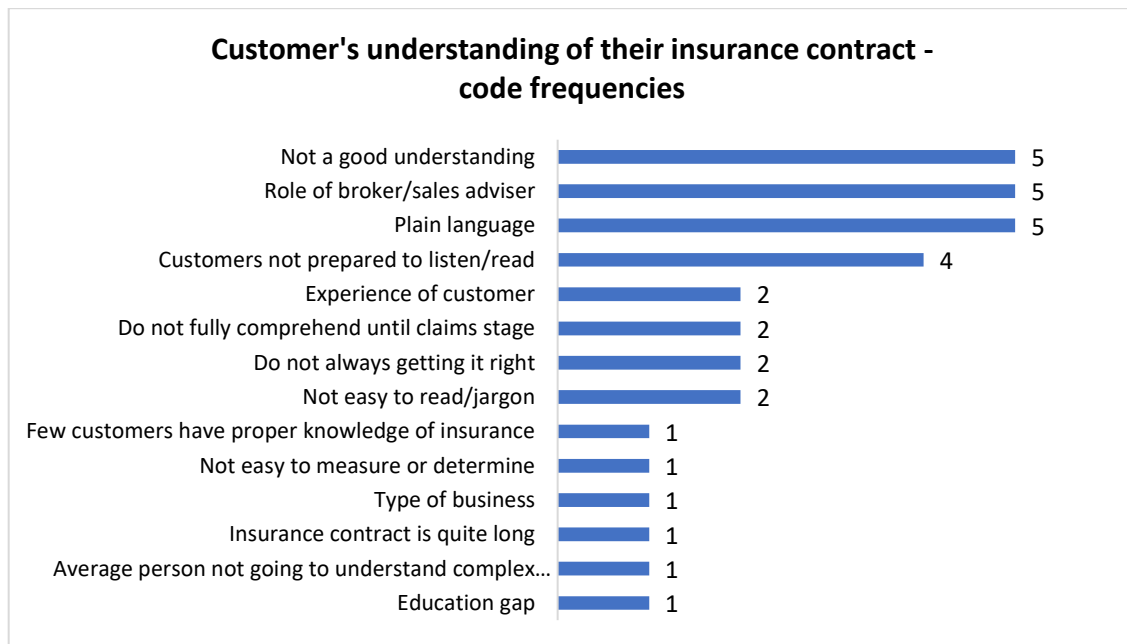 Customer's understanding of their insurance contract -
code frequencies
Not a good understanding 5
Role of broker/sales adviser 5
Plain language 5
Customers not prepared to listen/read 4
Experience of customer 2
Do not fully comprehend until claims stage 2
Do not always getting it right 2
Not easy to read/jargon 2
Few customers have proper knowledge of insurance 1
Not easy to measure or determine 1
Type of business 1
Insurance contract is quite long 1
Average person not going to understand complex… 1
Education gap 1